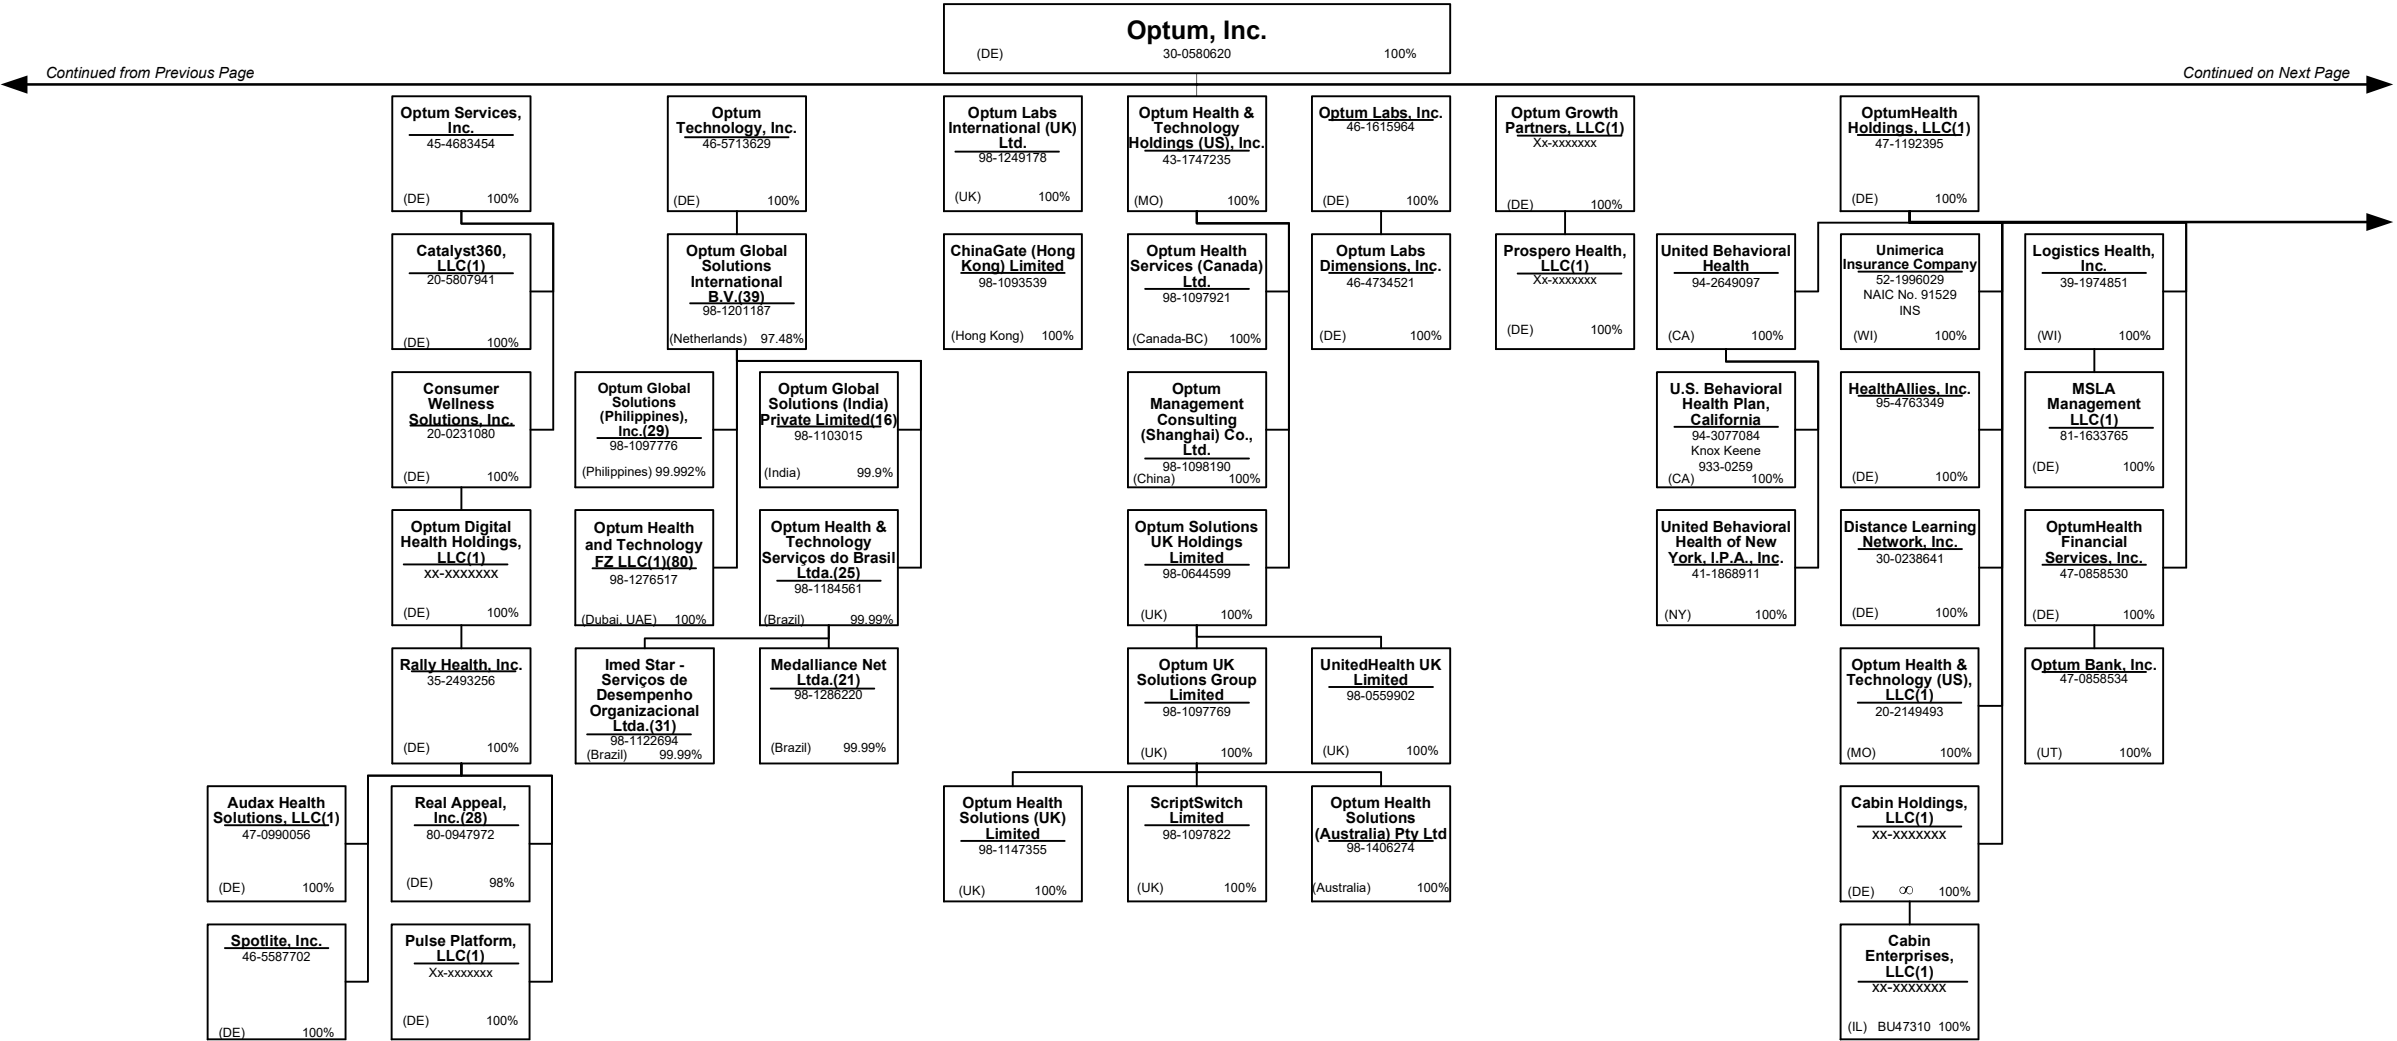 Optum, Inc.
(DE) 30-0580620 100%
Continued from Previous Page
Continued on Next Page
Optum Services,
Inc.
45-4683454
(DE) 100%
Optum
Technology, Inc.
46-5713629
(DE) 100%
Optum Labs
International (UK)
Ltd.
98-1249178
(UK) 100%
Optum Health &
Technology
Holdings (US), Inc.
43-1747235
(MO) 100%
Optum Labs, Inc.
46-1615964
(DE) 100%
Optum Growth
Partners, LLC(1)
Xx-xxxxxxx
(DE) 100%
OptumHealth
Holdings, LLC(1)
47-1192395
(DE) 100%
Catalyst360,
LLC(1)
20-5807941
(DE) 100%
Optum Global
Solutions
International
B.V.(39)
98-1201187
(Netherlands) 97.48%
ChinaGate (Hong
Kong) Limited
98-1093539
(Hong Kong) 100%
Optum Health
Services (Canada)
Ltd.
98-1097921
(Canada-BC) 100%
Optum Labs
Dimensions, Inc.
46-4734521
(DE) 100%
Prospero Health,
LLC(1)
Xx-xxxxxxx
(DE) 100%
United Behavioral
Health
94-2649097
(CA) 100%
Unimerica
Insurance Company
52-1996029
NAIC No. 91529
INS
(WI) 100%
Logistics Health,
Inc.
39-1974851
(WI) 100%
Consumer
Wellness
Solutions, Inc.
20-0231080
(DE) 100%
Optum Global
Solutions
(Philippines),
Inc.(29)
98-1097776
(Philippines) 99.992%
Optum Global
Solutions (India)
Private Limited(16)
98-1103015
(India) 99.9%
Optum
Management
Consulting
(Shanghai) Co.,
Ltd.
98-1098190
(China) 100%
U.S. Behavioral
Health Plan,
California
94-3077084
Knox Keene
933-0259
(CA) 100%
HealthAllies, Inc.
95-4763349
(DE) 100%
MSLA
Management
LLC(1)
81-1633765
(DE) 100%
Optum Digital
Health Holdings,
LLC(1)
xx-xxxxxxx
(DE) 100%
Optum Health
and Technology
FZ LLC(1)(80)
98-1276517
(Dubai, UAE) 100%
Optum Health &
Technology
Serviços do Brasil
Ltda.(25)
98-1184561
(Brazil) 99.99%
Optum Solutions
UK Holdings
Limited
98-0644599
(UK) 100%
United Behavioral
Health of New
York, I.P.A., Inc.
41-1868911
(NY) 100%
Distance Learning
Network, Inc.
30-0238641
(DE) 100%
OptumHealth
Financial
Services, Inc.
47-0858530
(DE) 100%
Rally Health, Inc.
35-2493256
(DE) 100%
Imed Star -
Serviços de
Desempenho
Organizacional
Ltda.(31)
98-1122694
(Brazil) 99.99%
Medalliance Net
Ltda.(21)
98-1286220
(Brazil) 99.99%
Optum UK
Solutions Group
Limited
98-1097769
(UK) 100%
UnitedHealth UK
Limited
98-0559902
(UK) 100%
Optum Health &
Technology (US),
LLC(1)
20-2149493
(MO) 100%
Optum Bank, Inc.
47-0858534
(UT) 100%
Audax Health
Solutions, LLC(1)
47-0990056
(DE) 100%
Real Appeal,
Inc.(28)
80-0947972
(DE) 98%
Optum Health
Solutions (UK)
Limited
98-1147355
(UK) 100%
ScriptSwitch
Limited
98-1097822
(UK) 100%
Optum Health
Solutions
(Australia) Pty Ltd
98-1406274
(Australia) 100%
Cabin Holdings,
LLC(1)
xx-xxxxxxx
(DE) ∞ 100%
Spotlite, Inc.
46-5587702
(DE) 100%
Pulse Platform,
LLC(1)
Xx-xxxxxxx
(DE) 100%
Cabin
Enterprises,
LLC(1)
xx-xxxxxxx
(IL) BU47310 100%